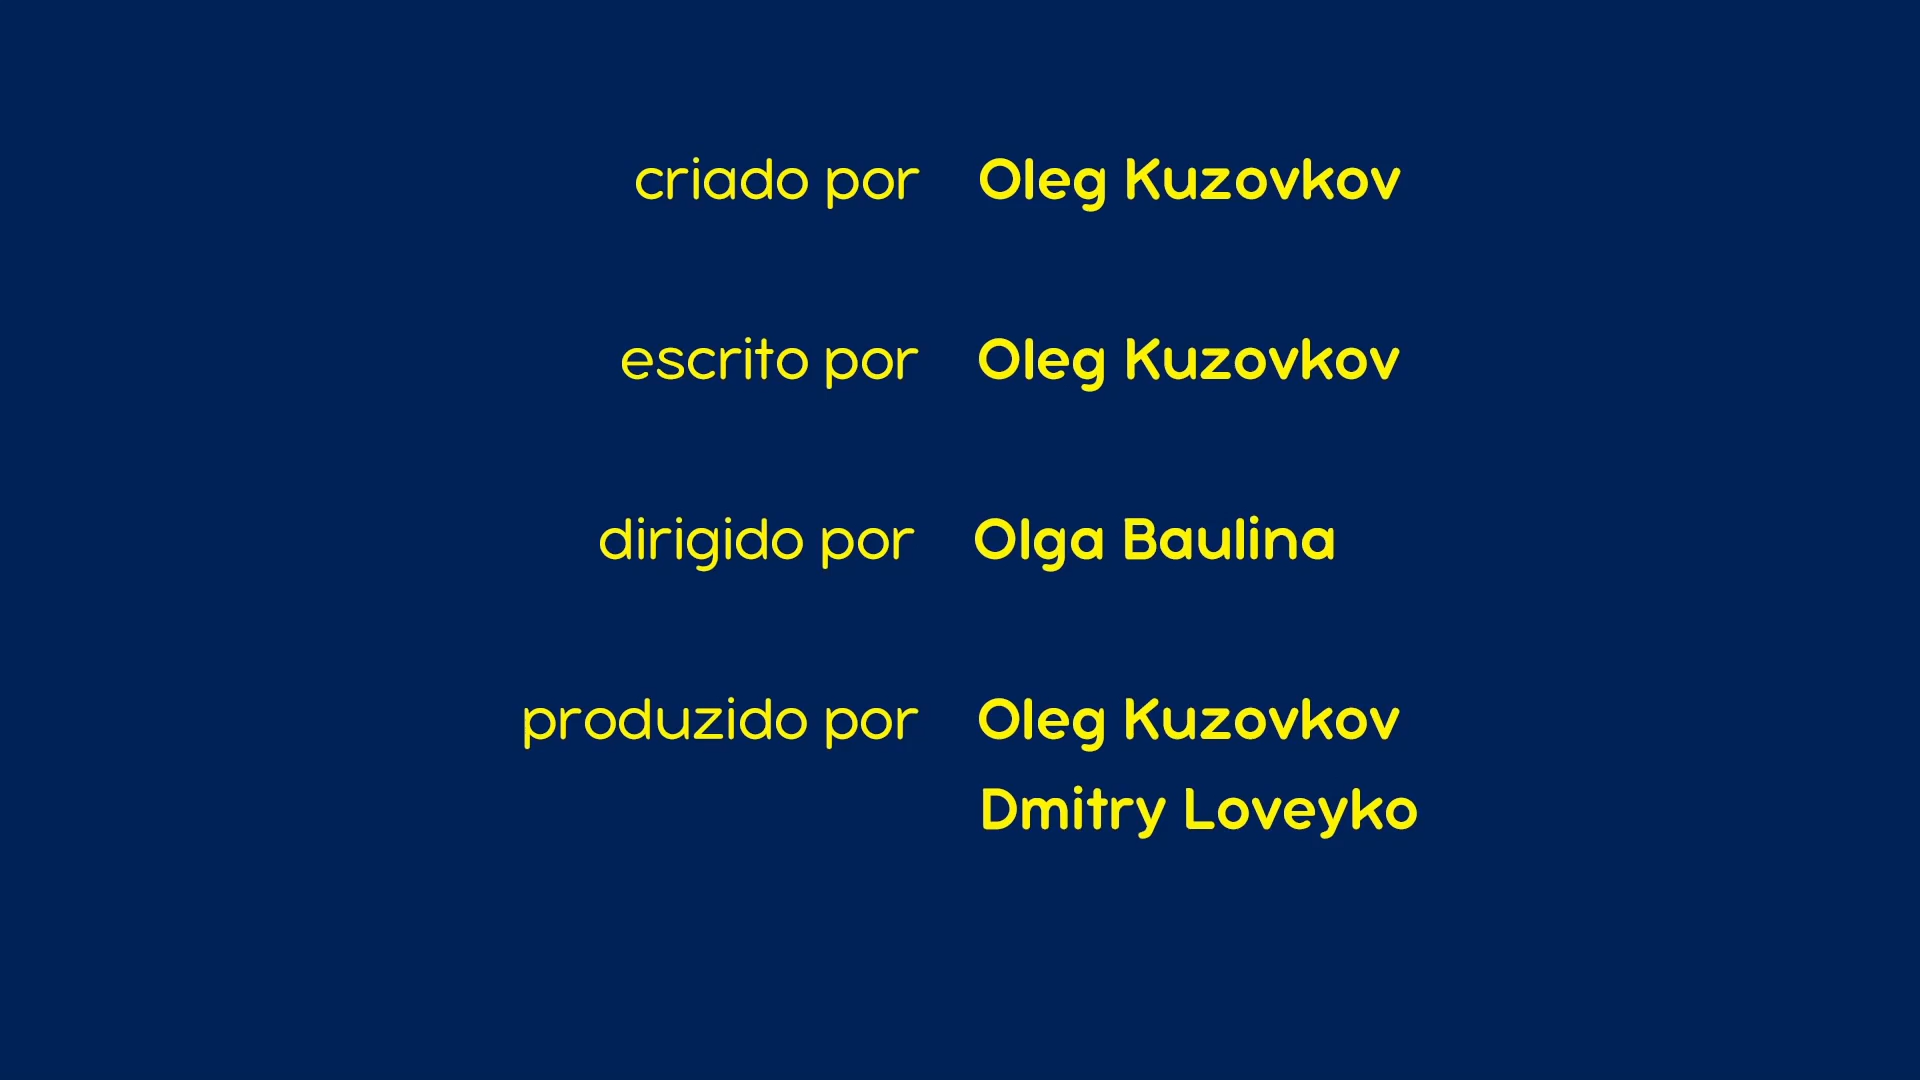 criado por Oleg Kuzovkov
escrito por Oleg Kuzovkov
dirigido por Olga Baulina
produzido por Oleg Kuzovkov
Dmitry Loveyko